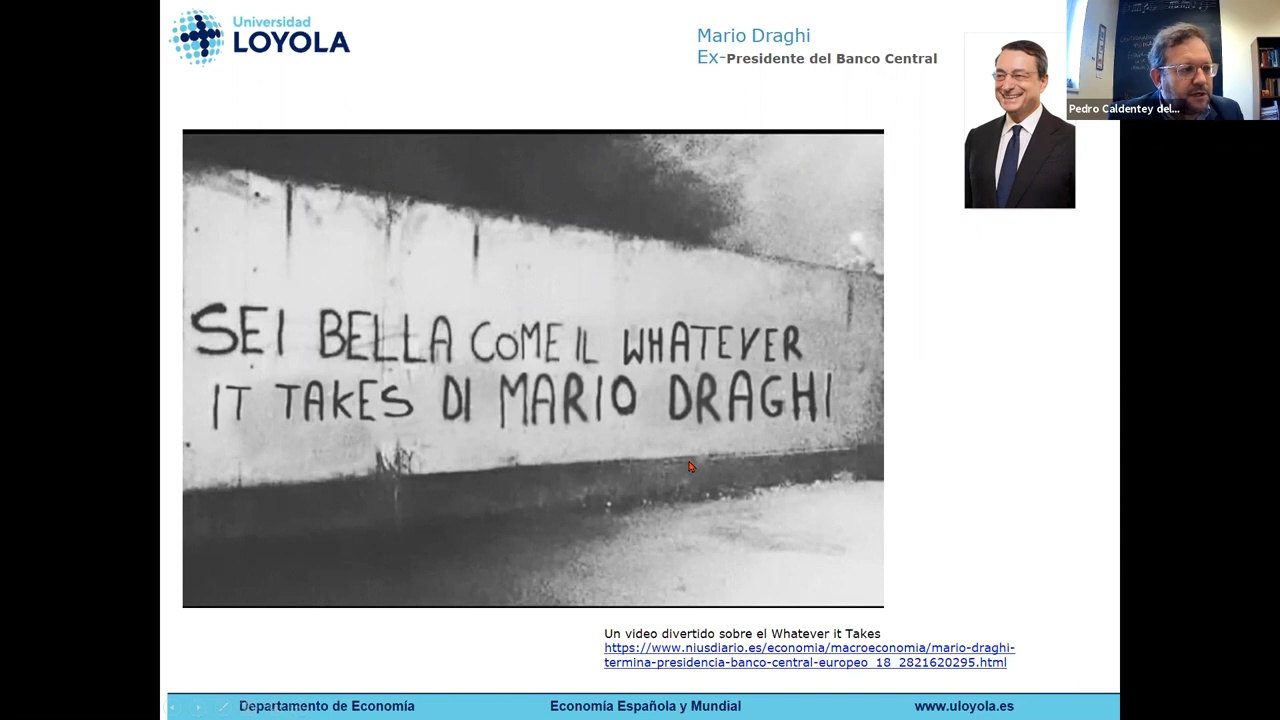 Universidad
LOYOLA
Mario Draghi
Ex-Presidente del Banco Central
Pedro Caldentey del...
SEI BELLA COME IL WHATEVER
IT TAKES DI MARIO DRAGHI
Un video divertido sobre el Whatever it Takes
https://www.niusdiario.es/economia/macroeconomia/mario-draghi-
termina-presidencia-banco-central-europeo_18_2821620295.html
Departamento de Economía
Economía Española y Mundial
www.uloyola.es